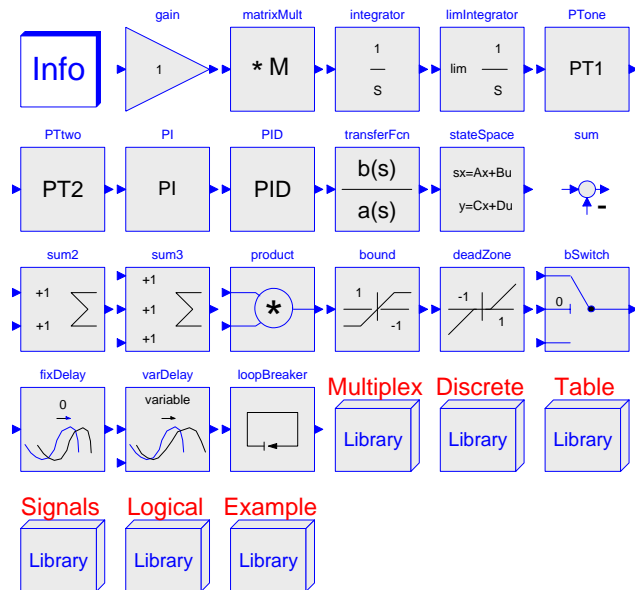 gain matrixMult integrator limIntegrator PTone
Info 1 * M 1 S lim 1 S PT1
PTtwo PI PID transferFcn stateSpace sum
PT2 PI PID b(s) a(s) sx=Ax+Bu y=Cx+Du -
sum2 sum3 product bound deadZone bSwitch
+1 +1 +1 +1 +1 * 1 -1 -1 1 0
fixDelay varDelay loopBreaker Multiplex Discrete Table
0 variable Library Library Library
Signals Logical Example
Library Library Library